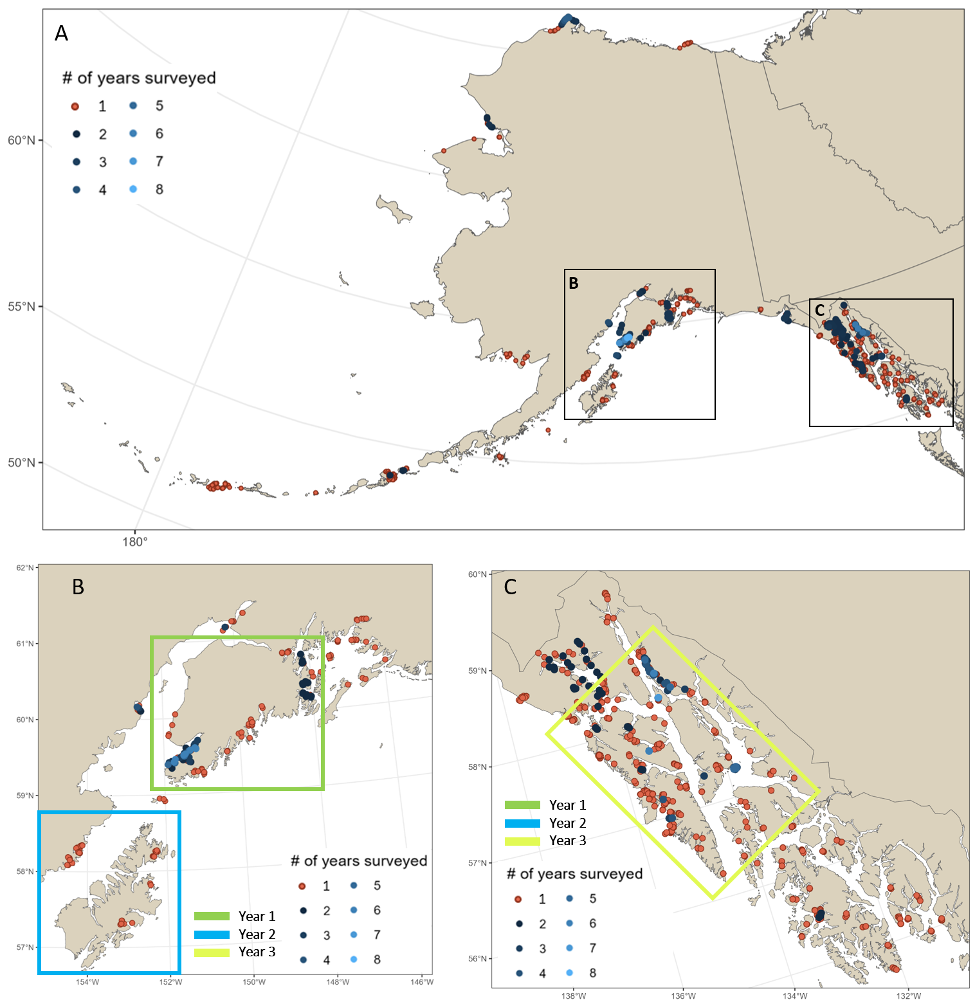 A
# of years surveyed
1 5
2 6
3 7
4 8
60°N
55°N
50°N
180°
B
C
B
62°N
61°N
60°N
59°N
58°N
57°N
154°W 152°W 150°W 148°W 146°W
Year 1
Year 2
Year 3
# of years surveyed
1 5
2 6
3 7
4 8
C
60°N
59°N
58°N
57°N
56°N
138°W 136°W 134°W 132°W
Year 1
Year 2
Year 3
# of years surveyed
1 5
2 6
3 7
4 8